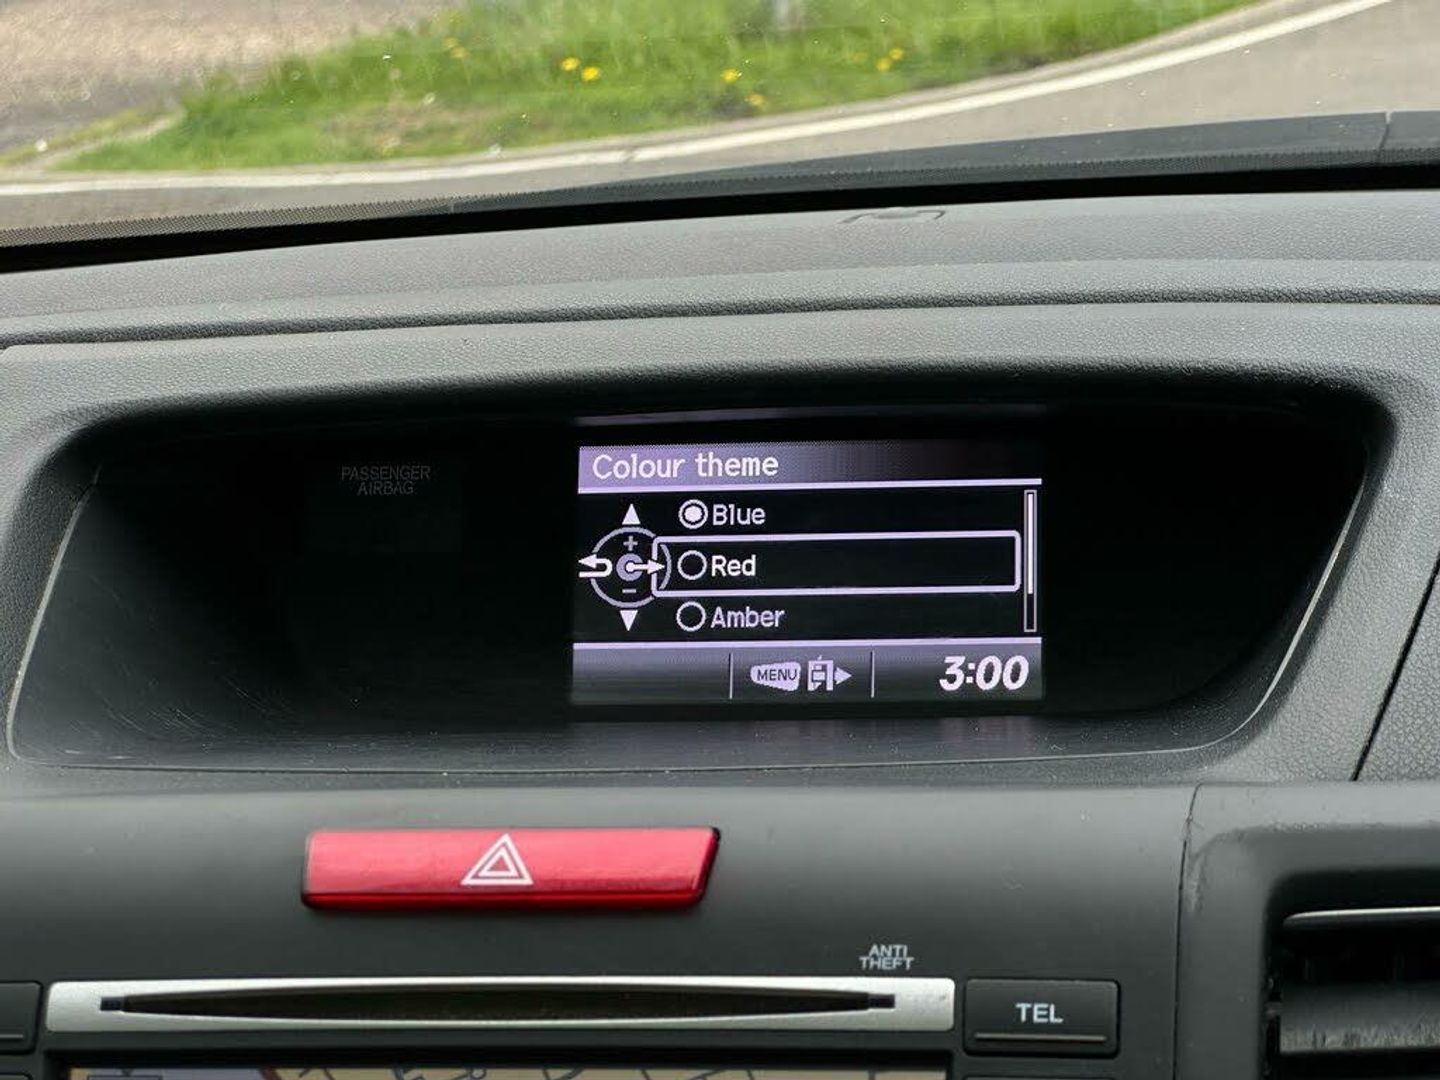 PASSENGER
AIRBAG
Colour theme
Blue
+
Red
−
Amber
MENU
3:00
ANTI
THEFT
TEL